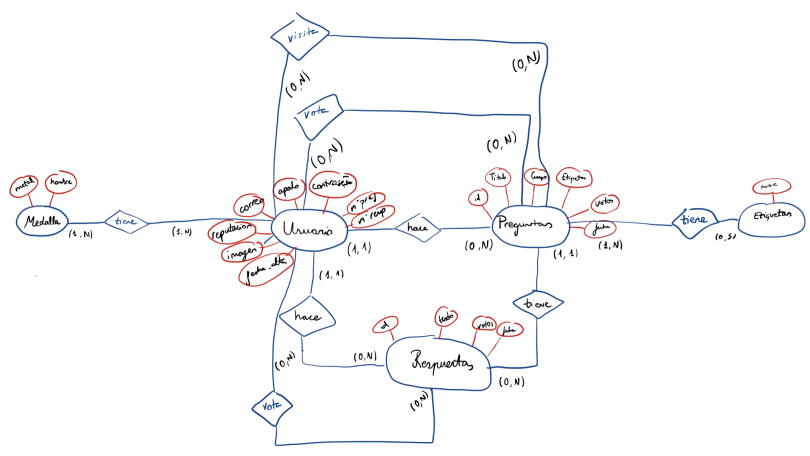 visita
(0,N)
(0,N)
vota
(0,N)
(0,N)
metal
nombre
Medalla
(1,N)
tiene
(1,N)
correo
apodo
contraseña
reputacion
imagen
fecha_alta
nº preg
nº resp
Usuario
(1,1)
hace
(0,N)
id
Titulo
Cuerpo
Etiquetas
votos
fecha
Preguntas
(1,N)
tiene
(0,5)
nombre
Etiquetas
(1,1)
(1,1)
hace
tiene
id
texto
votos
fecha
Respuestas
(0,N)
(0,N)
(0,N)
vota
(0,N)